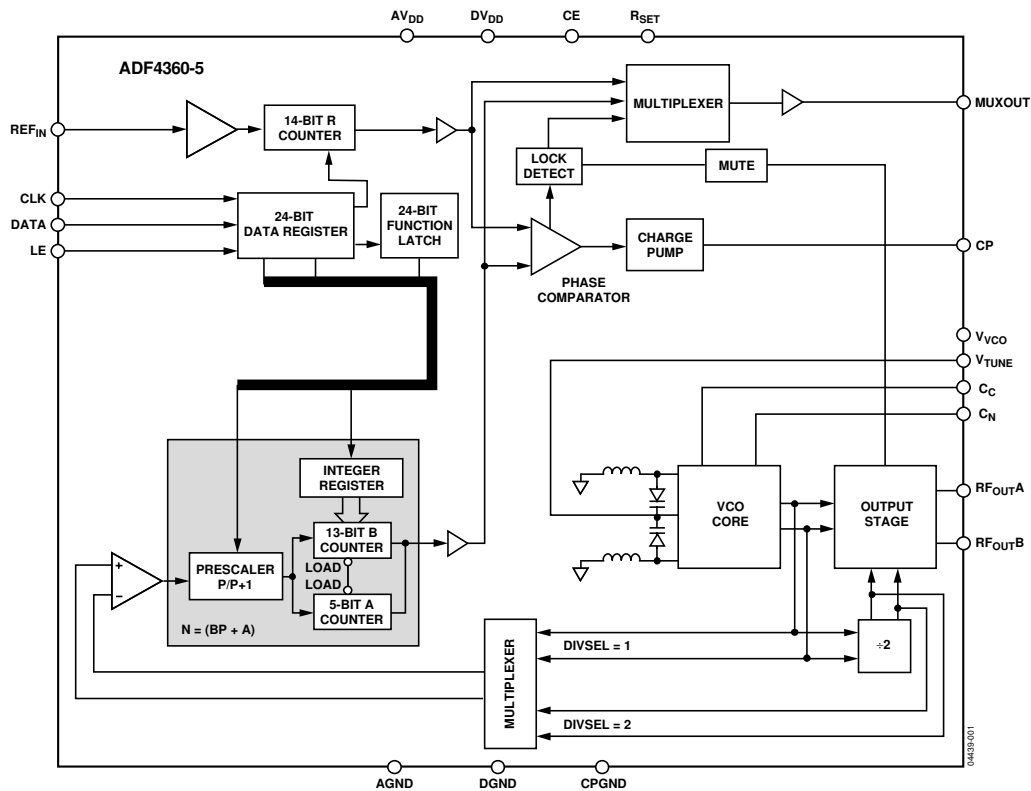 AVDD
DVDD
CE
RSET
ADF4360-5
MULTIPLEXER
MUXOUT
REFIN
14-BIT R
COUNTER
LOCK
DETECT
MUTE
CLK
DATA
LE
24-BIT
DATA REGISTER
24-BIT
FUNCTION
LATCH
CHARGE
PUMP
CP
PHASE
COMPARATOR
VVCO
VTUNE
CC
CN
INTEGER
REGISTER
VCO
CORE
OUTPUT
STAGE
RFOUTA
RFOUTB
13-BIT B
COUNTER
LOAD
LOAD
PRESCALER
P/P+1
5-BIT A
COUNTER
+
−
N = (BP + A)
MULTIPLEXER
DIVSEL = 1
÷2
DIVSEL = 2
04439-001
AGND
DGND
CPGND